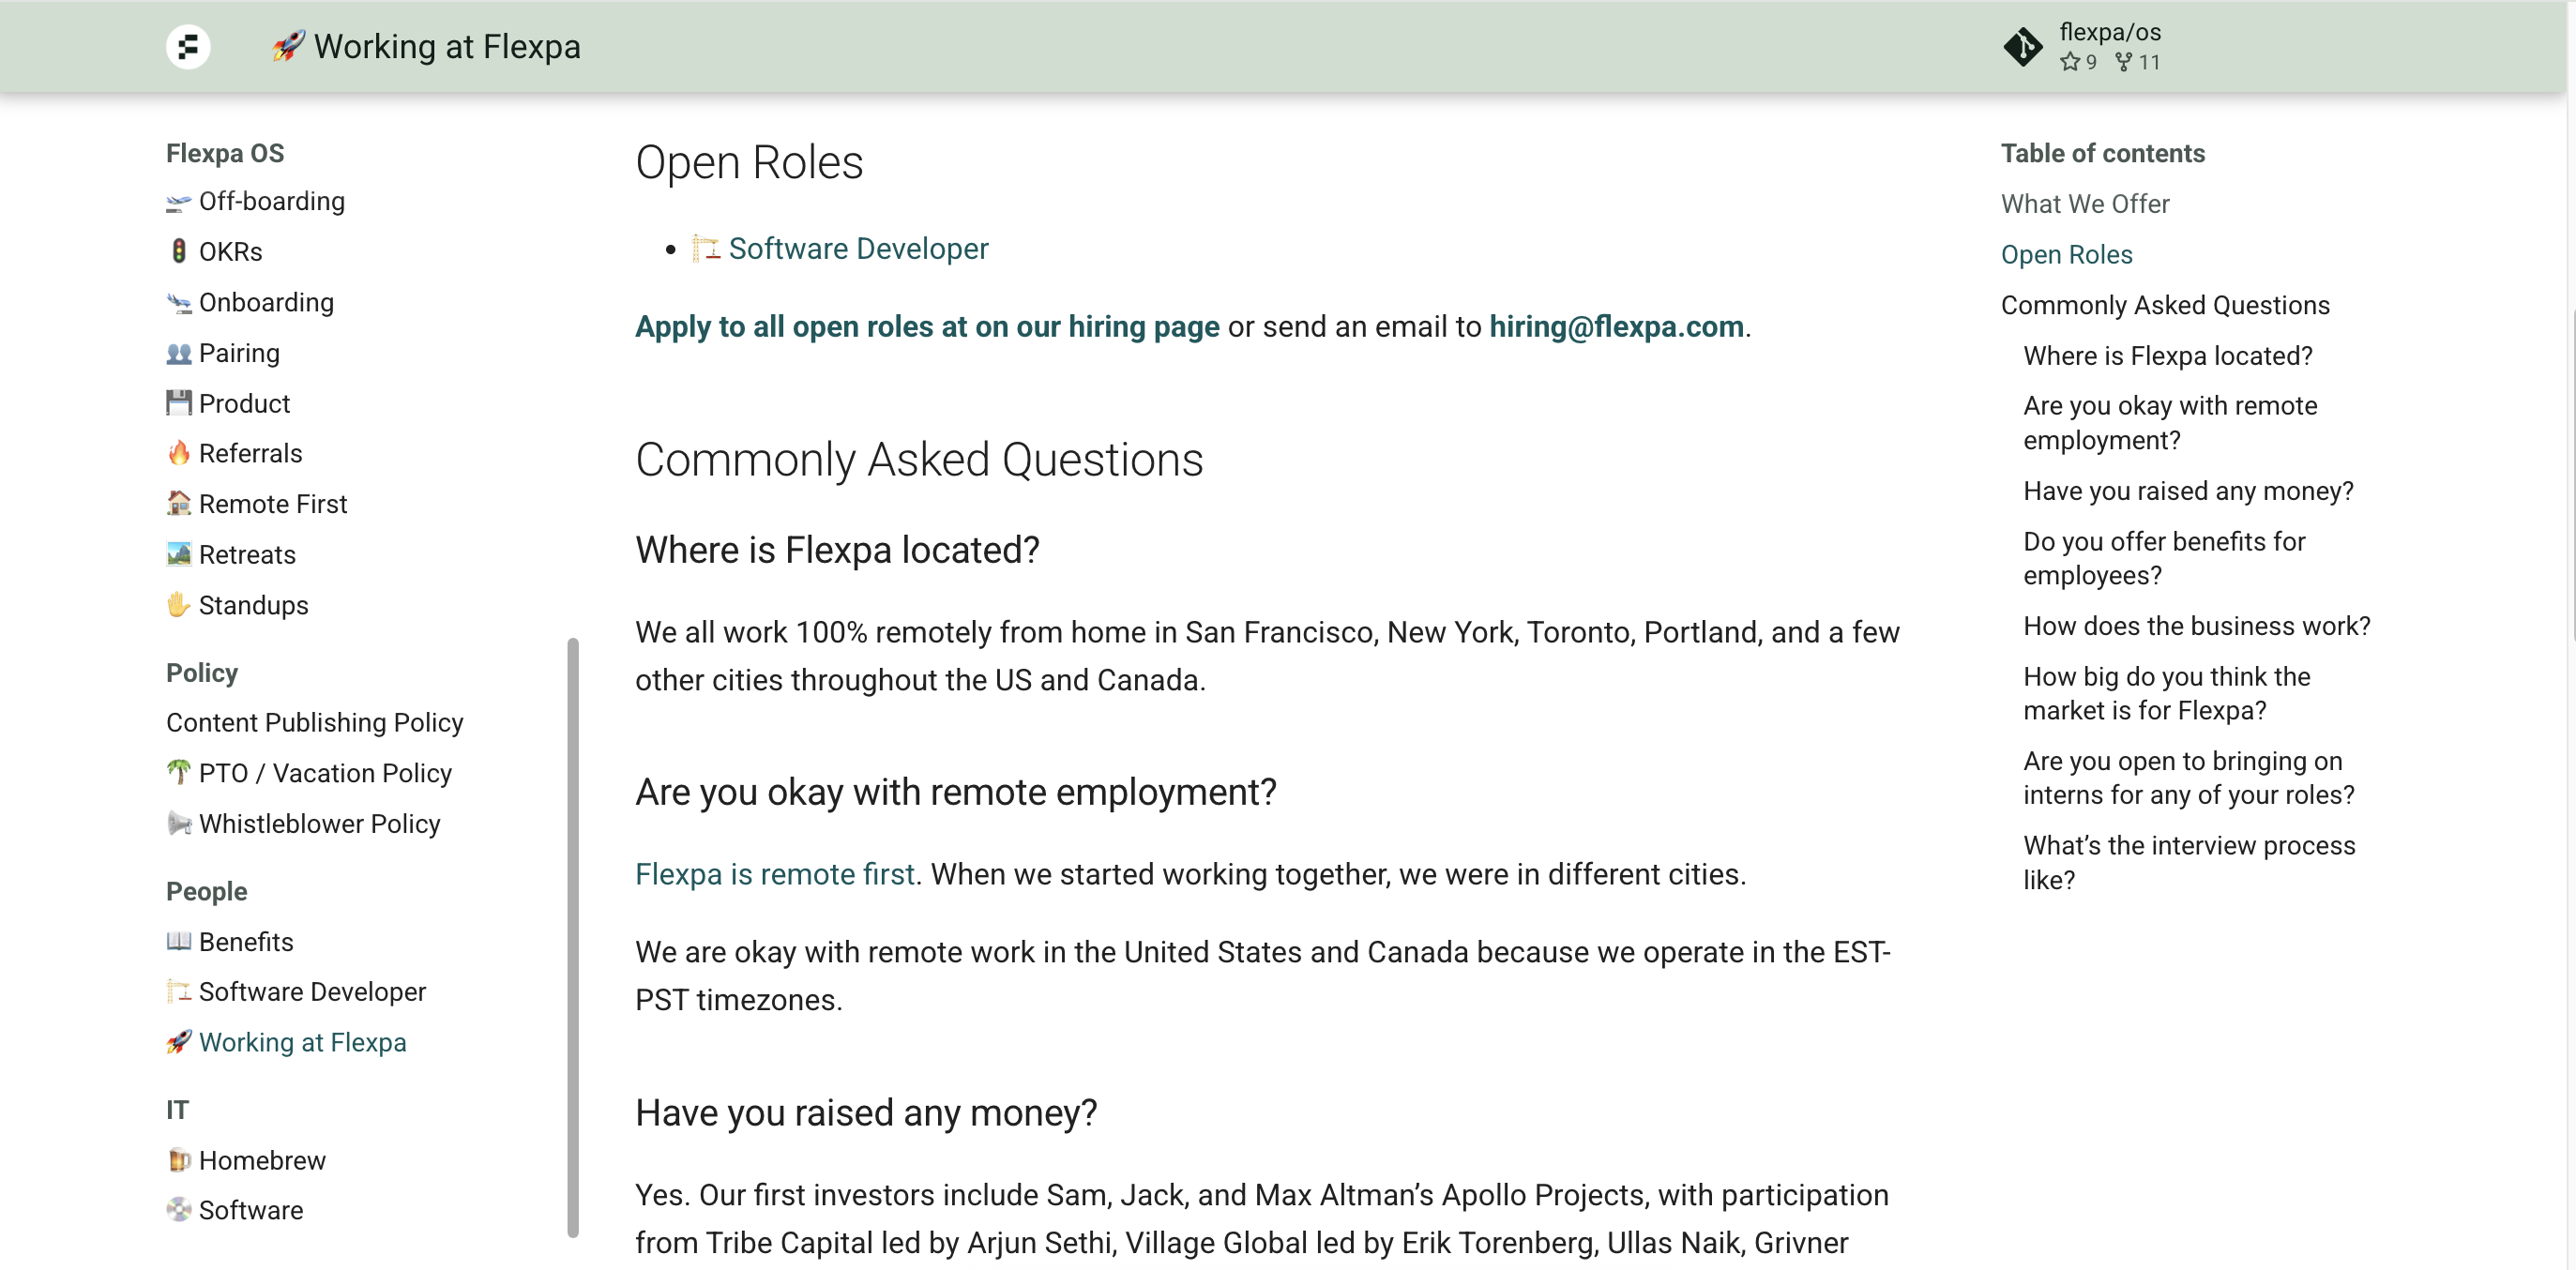 Working at Flexpa
flexpa/os
9 11
Flexpa OS
Off-boarding
OKRs
Onboarding
Pairing
Product
Referrals
Remote First
Retreats
Standups
Policy
Content Publishing Policy
PTO / Vacation Policy
Whistleblower Policy
People
Benefits
Software Developer
Working at Flexpa
IT
Homebrew
Software
Open Roles
• Software Developer
Apply to all open roles at on our hiring page or send an email to hiring@flexpa.com.
Commonly Asked Questions
Where is Flexpa located?
We all work 100% remotely from home in San Francisco, New York, Toronto, Portland, and a few
other cities throughout the US and Canada.
Are you okay with remote employment?
Flexpa is remote first. When we started working together, we were in different cities.
We are okay with remote work in the United States and Canada because we operate in the EST-
PST timezones.
Have you raised any money?
Yes. Our first investors include Sam, Jack, and Max Altman’s Apollo Projects, with participation
from Tribe Capital led by Arjun Sethi, Village Global led by Erik Torenberg, Ullas Naik, Grivner
Table of contents
What We Offer
Open Roles
Commonly Asked Questions
Where is Flexpa located?
Are you okay with remote
employment?
Have you raised any money?
Do you offer benefits for
employees?
How does the business work?
How big do you think the
market is for Flexpa?
Are you open to bringing on
interns for any of your roles?
What’s the interview process
like?